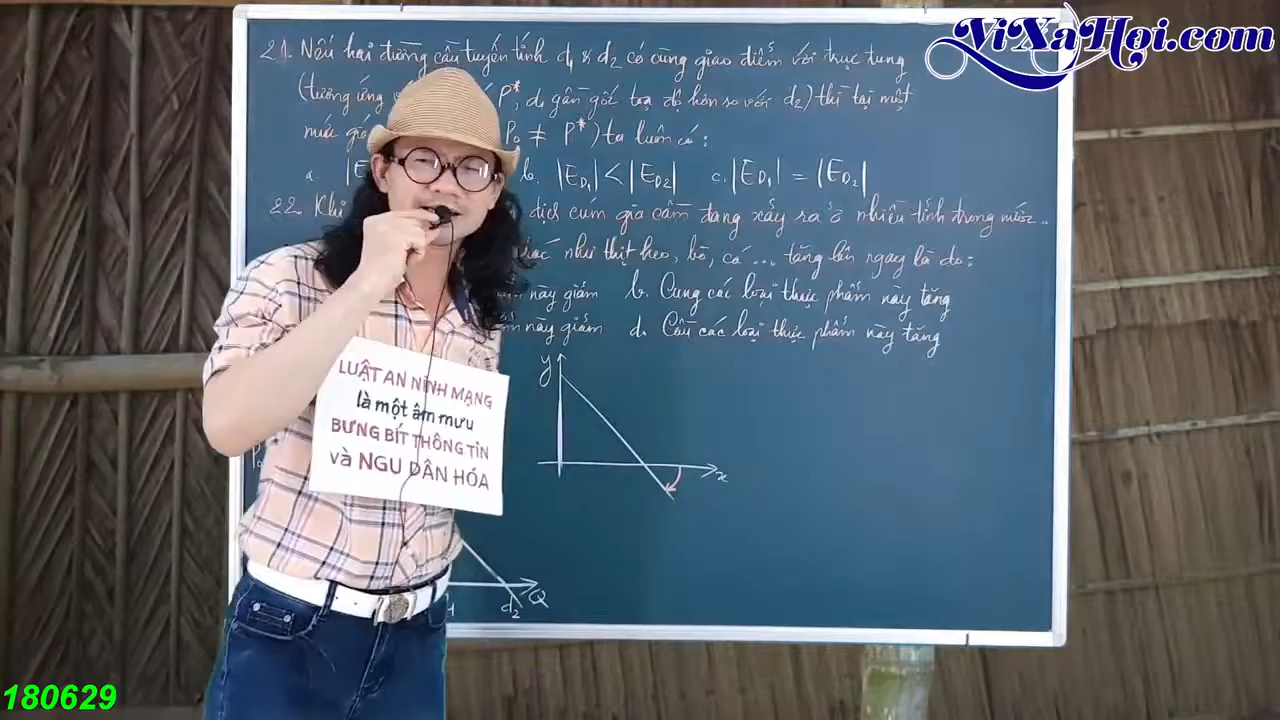 ViXaHoi.com
21. Nếu hai đường cầu tuyến tính d1 & d2 có cùng giao điểm với trục tung
(tương ứng P*, d1 gần gốc toạ độ hơn so với d2) thì tại một
mức giá P0 ≠ P*) ta luôn có:
a. |E b. |ED1| < |ED2| c. |ED1| = |ED2|
22. Khi dịch cúm gia cầm đang xảy ra ở nhiều tỉnh trong nước.
khác như thịt heo, bò, cá ... tăng lên ngay là do:
này giảm b. Cung các loại thực phẩm này tăng
này giảm d. Cầu các loại thực phẩm này tăng
y
x
LUẬT AN NINH MẠNG
là một âm mưu
BƯNG BÍT THÔNG TIN
và NGU DÂN HÓA
P0
d2 Q
180629